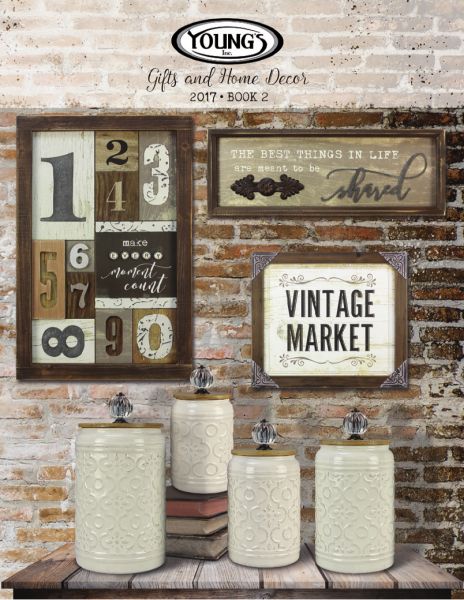 YOUNG'S
Inc.
Gifts and Home Decor
2017 • BOOK 2
1
2
3
4
make
EVERY
moment
count
6
5
7
8
9
0
THE BEST THINGS IN LIFE
are meant to be
shared
VINTAGE
MARKET